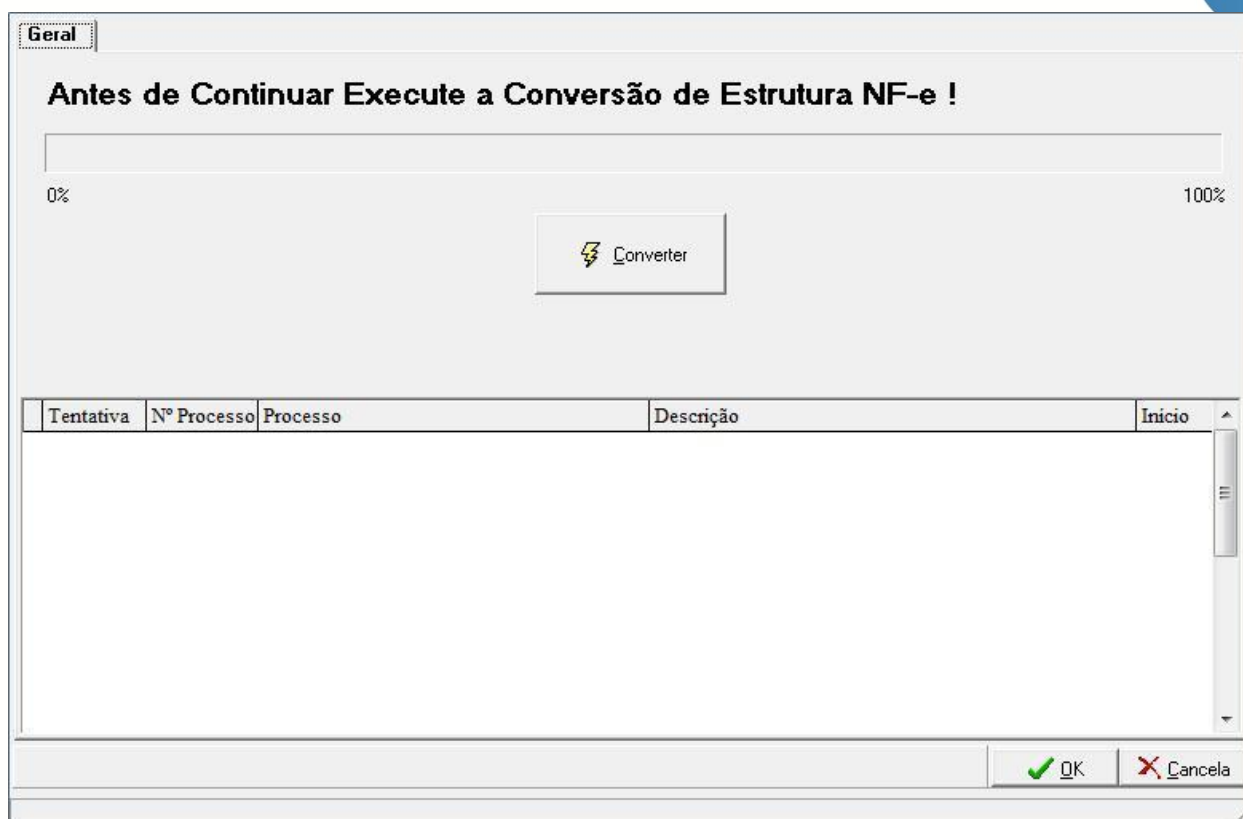 Geral
Antes de Continuar Execute a Conversão de Estrutura NF-e !
0% 100%
Converter
Tentativa Nº Processo Processo Descrição Início
OK Cancela